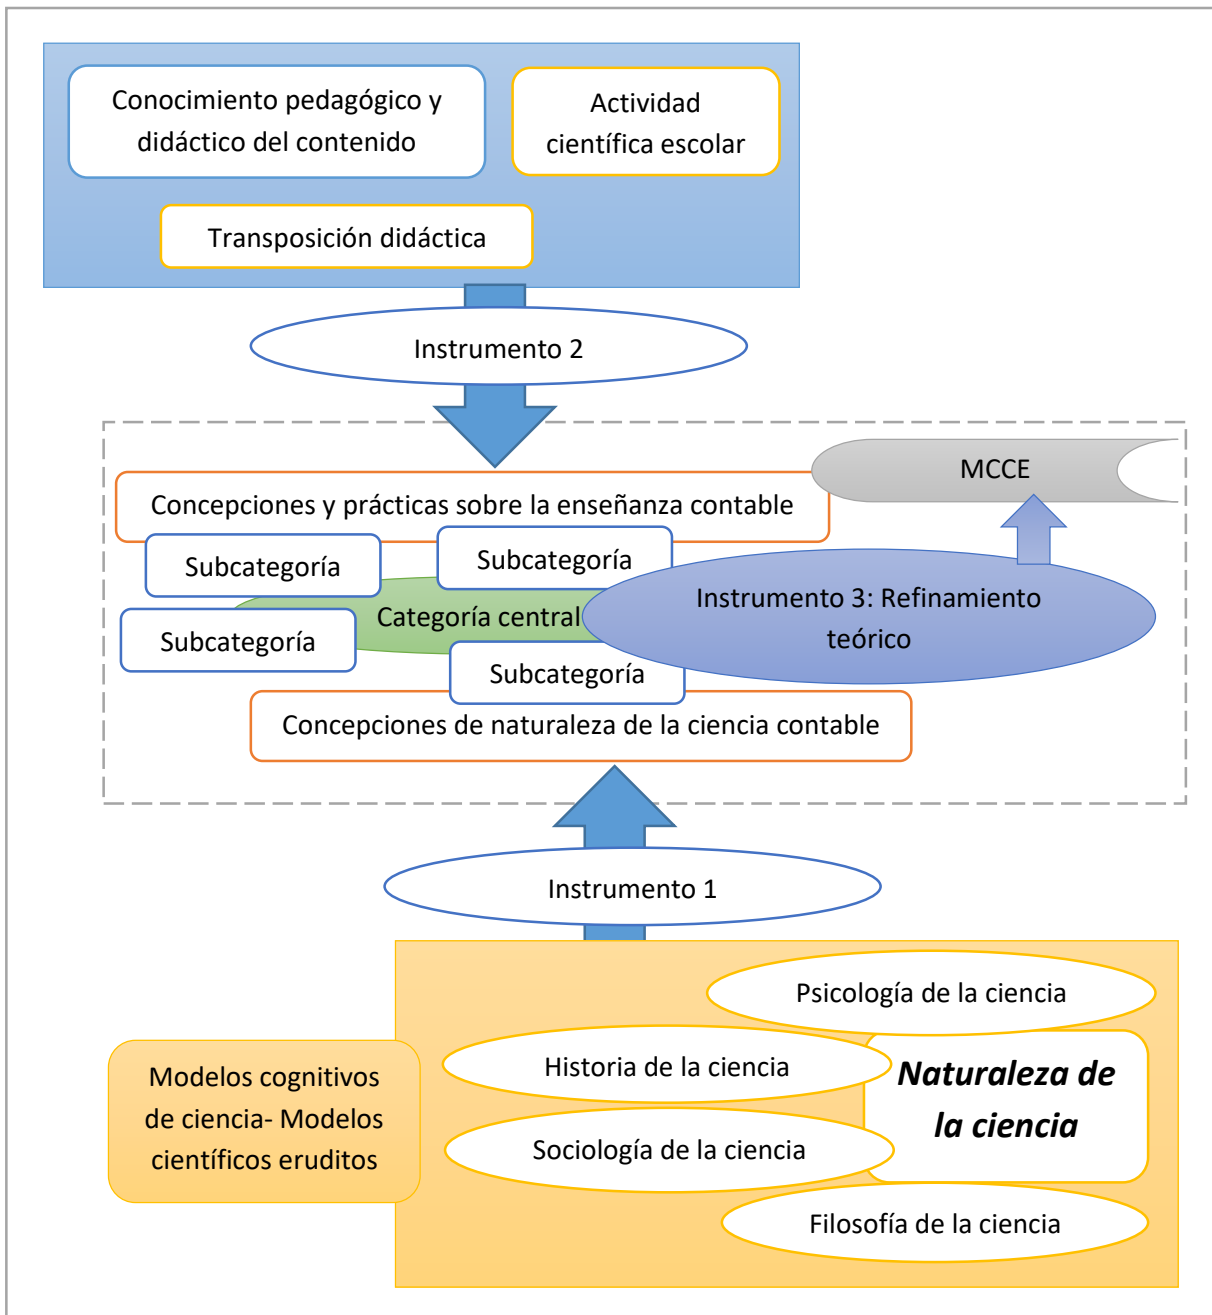 Conocimiento pedagógico y
didáctico del contenido
Actividad
científica escolar
Transposición didáctica
Instrumento 2
MCCE
Concepciones y prácticas sobre la enseñanza contable
Subcategoría
Subcategoría
Categoría central
Subcategoría
Instrumento 3: Refinamiento
teórico
Subcategoría
Concepciones de naturaleza de la ciencia contable
Instrumento 1
Psicología de la ciencia
Historia de la ciencia
Naturaleza de
la ciencia
Modelos cognitivos
de ciencia- Modelos
científicos eruditos
Sociología de la ciencia
Filosofía de la ciencia